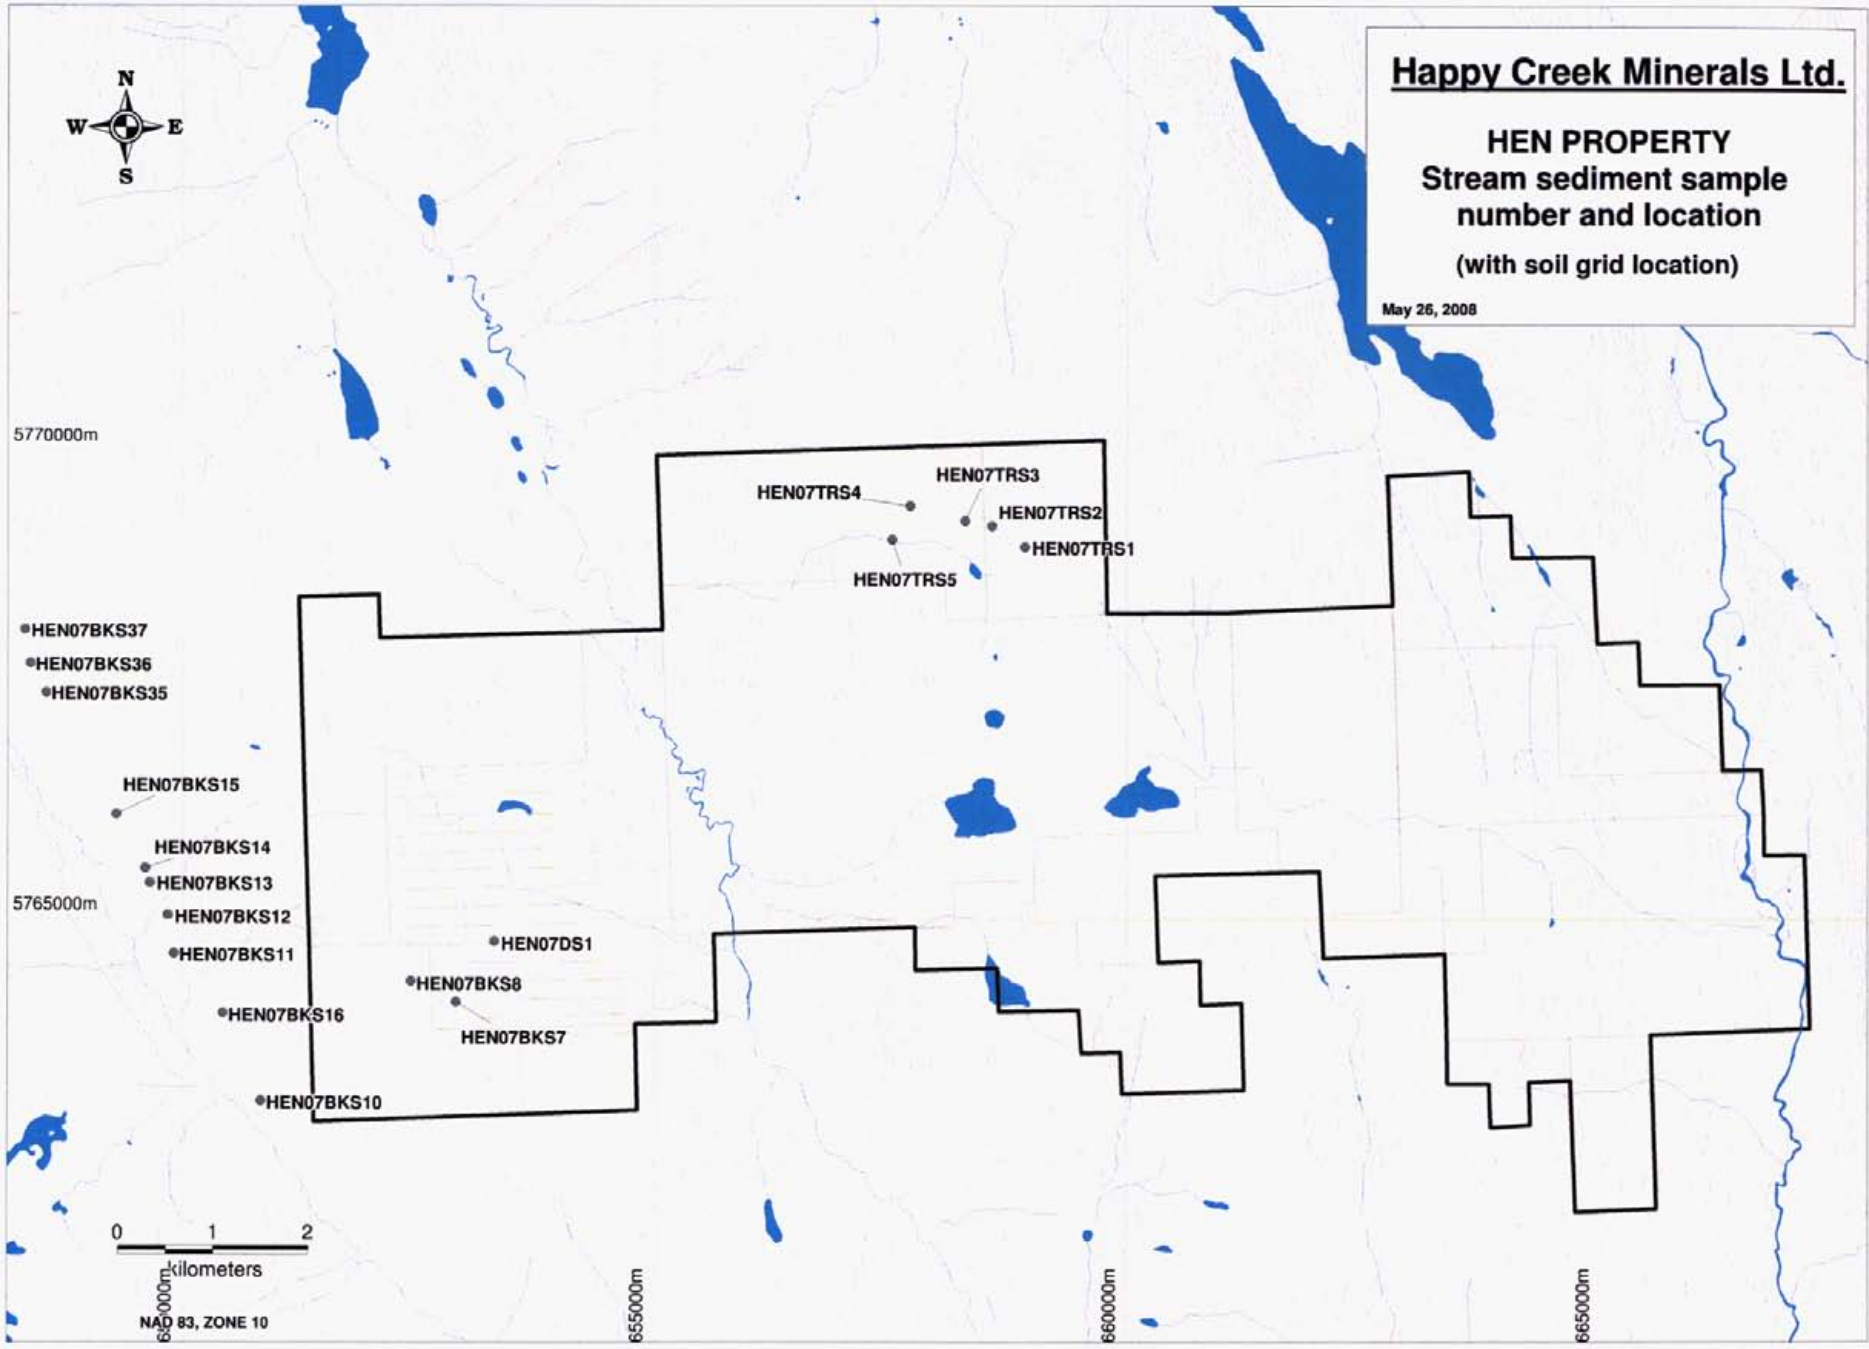 Happy Creek Minerals Ltd.
HEN PROPERTY
Stream sediment sample
number and location
(with soil grid location)
May 26, 2008
N
W E
S
5770000m
HEN07TRS3
HEN07TRS4
HEN07TRS2
HEN07TRS1
HEN07TRS5
HEN07BKS37
HEN07BKS36
HEN07BKS35
HEN07BKS15
HEN07BKS14
HEN07BKS13
5765000m
HEN07BKS12
HEN07DS1
HEN07BKS11
HEN07BKS8
HEN07BKS16
HEN07BKS7
HEN07BKS10
0 1 2
kilometers
655000m
660000m
665000m
NAD 83, ZONE 10